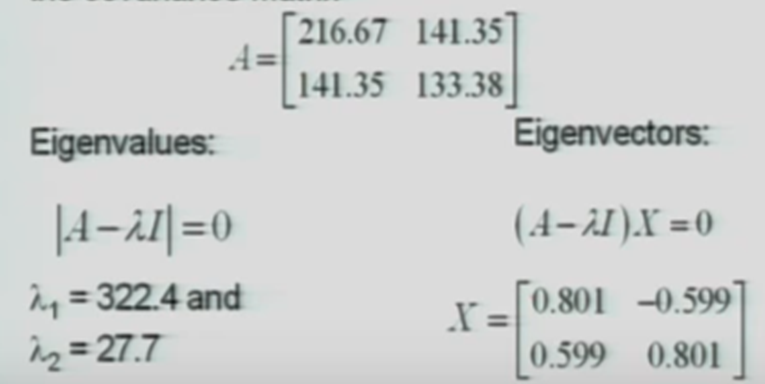 A = [216.67 141.35
141.35 133.38]
Eigenvalues: Eigenvectors:
|A−λI|=0 (A−λI)X=0
λ₁ = 322.4 and
λ₂ = 27.7
X = [0.801 −0.599
0.599 0.801]